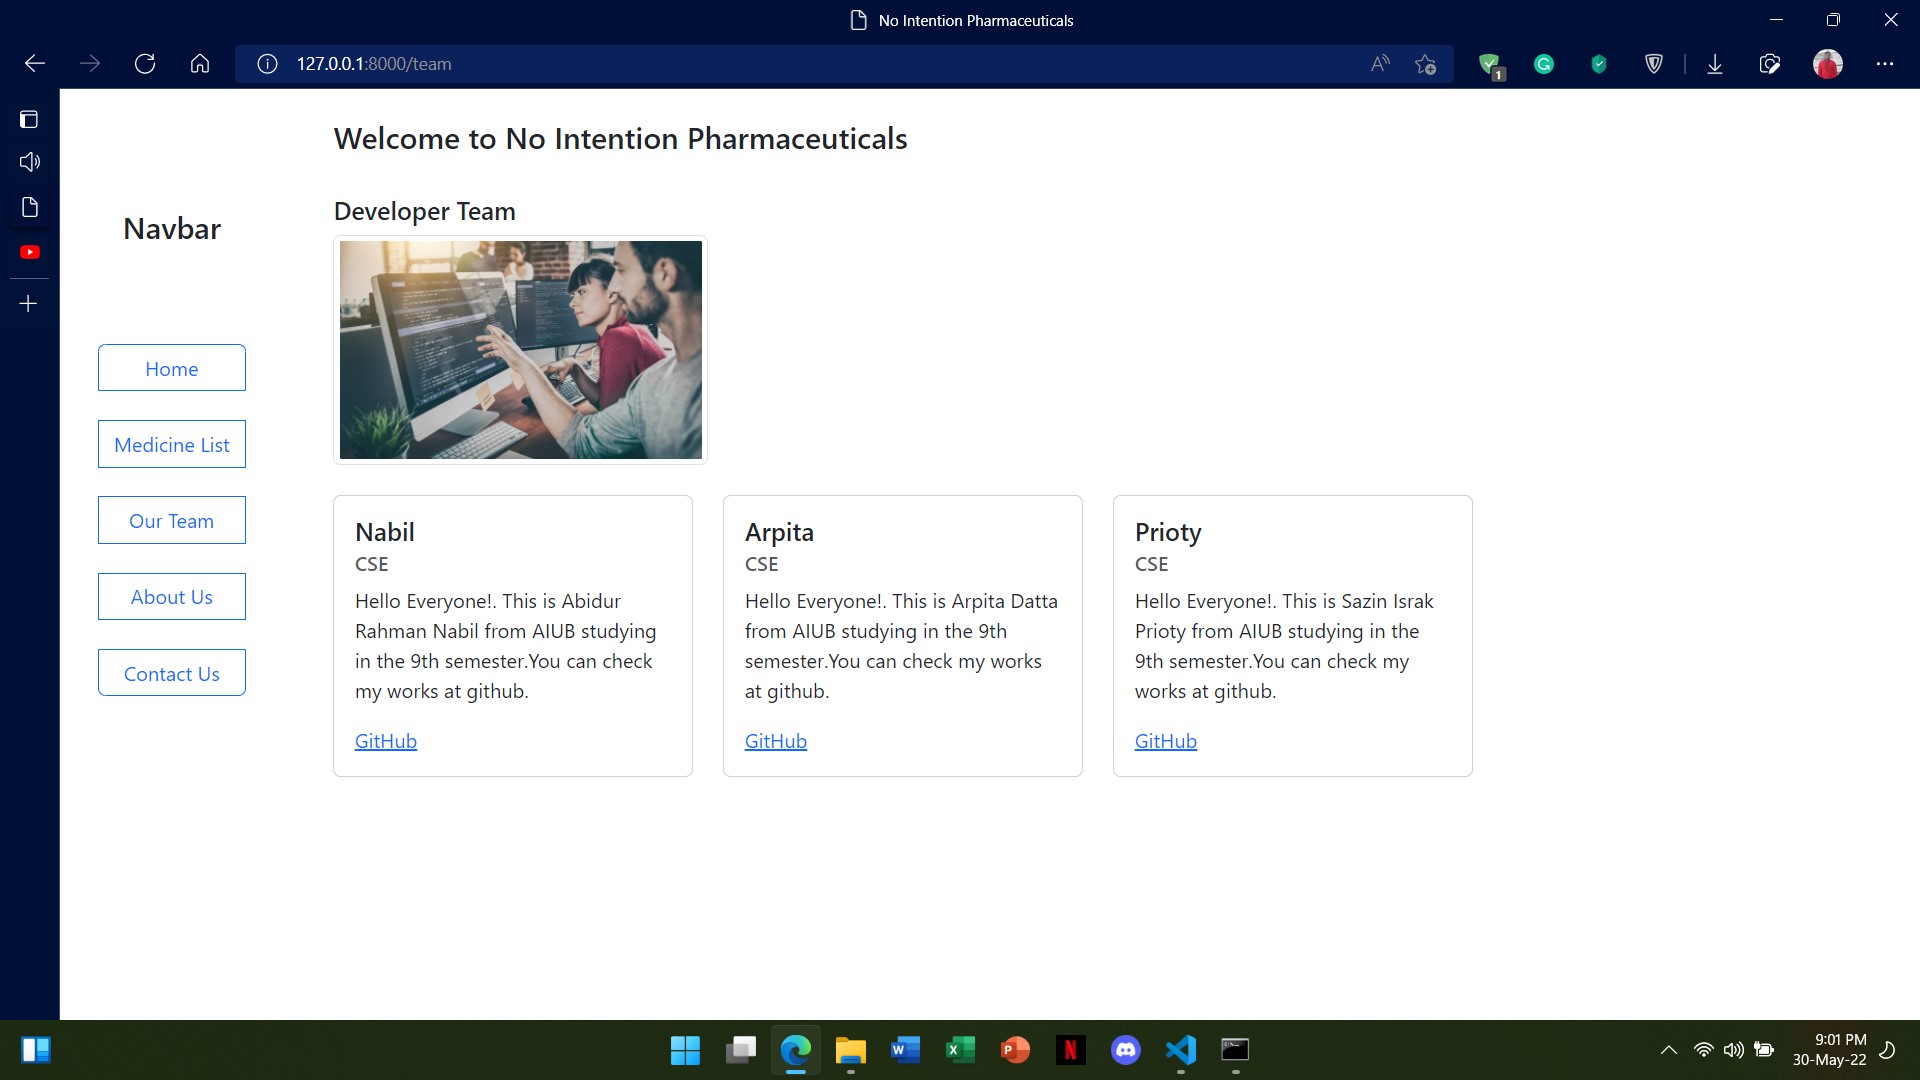 No Intention Pharmaceuticals
127.0.0.1:8000/team
1
Welcome to No Intention Pharmaceuticals
Navbar
Home
Medicine List
Our Team
About Us
Contact Us
Developer Team
Nabil
CSE
Hello Everyone!. This is Abidur
Rahman Nabil from AIUB studying
in the 9th semester.You can check
my works at github.
GitHub
Arpita
CSE
Hello Everyone!. This is Arpita Datta
from AIUB studying in the 9th
semester.You can check my works
at github.
GitHub
Prioty
CSE
Hello Everyone!. This is Sazin Israk
Prioty from AIUB studying in the
9th semester.You can check my
works at github.
GitHub
9:01 PM
30-May-22